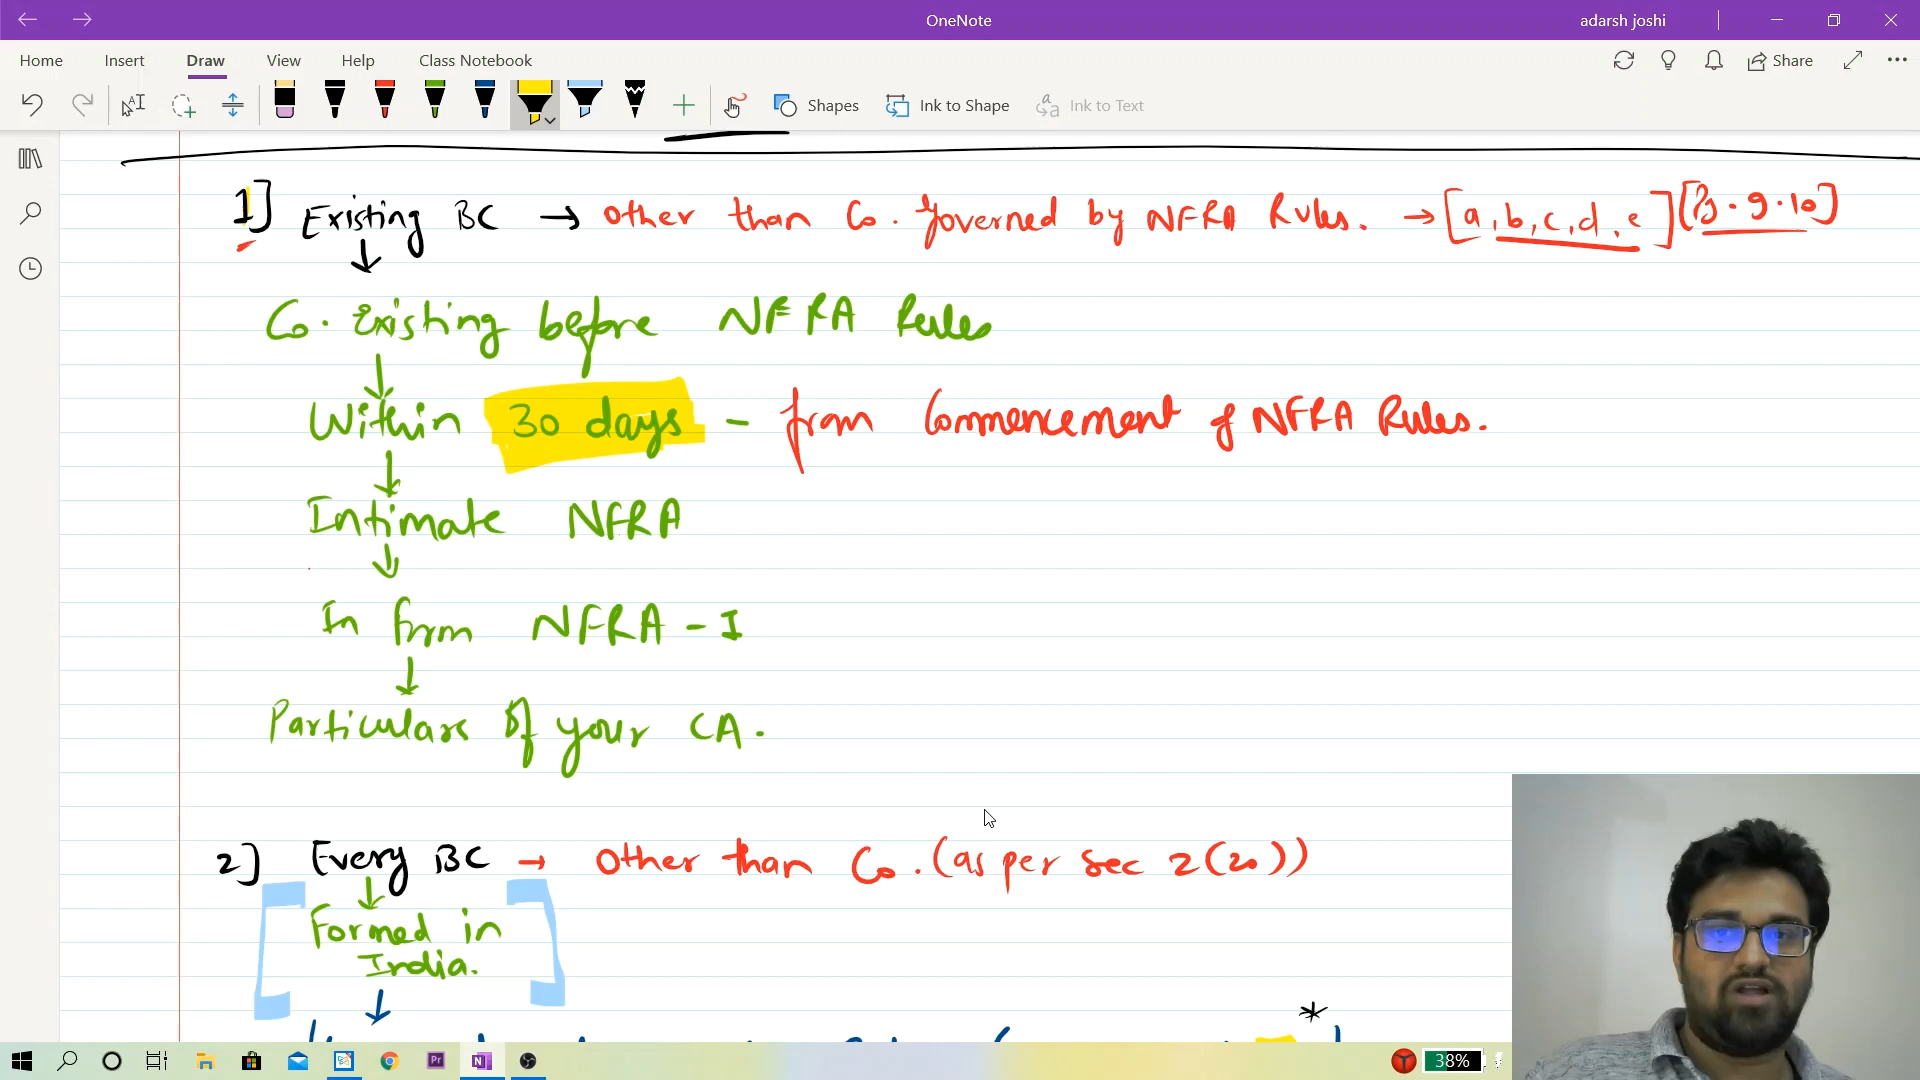 OneNote
adarsh joshi
Home Insert Draw View Help Class Notebook
Share
Shapes Ink to Shape Ink to Text
1] Existing BC → Other than Co. Governed by NFRA Rules. → [a, b, c, d, e] [Pg. 9.10]
↓
Co. Existing before NFRA Rules
↓
Within 30 days - from Commencement of NFRA Rules.
↓
Intimate NFRA
↓
In form NFRA - I
↓
Particulars of your CA.
2] Every BC → Other than Co. (as per sec 2(20))
↓
Formed in
India.
↓
*
38%